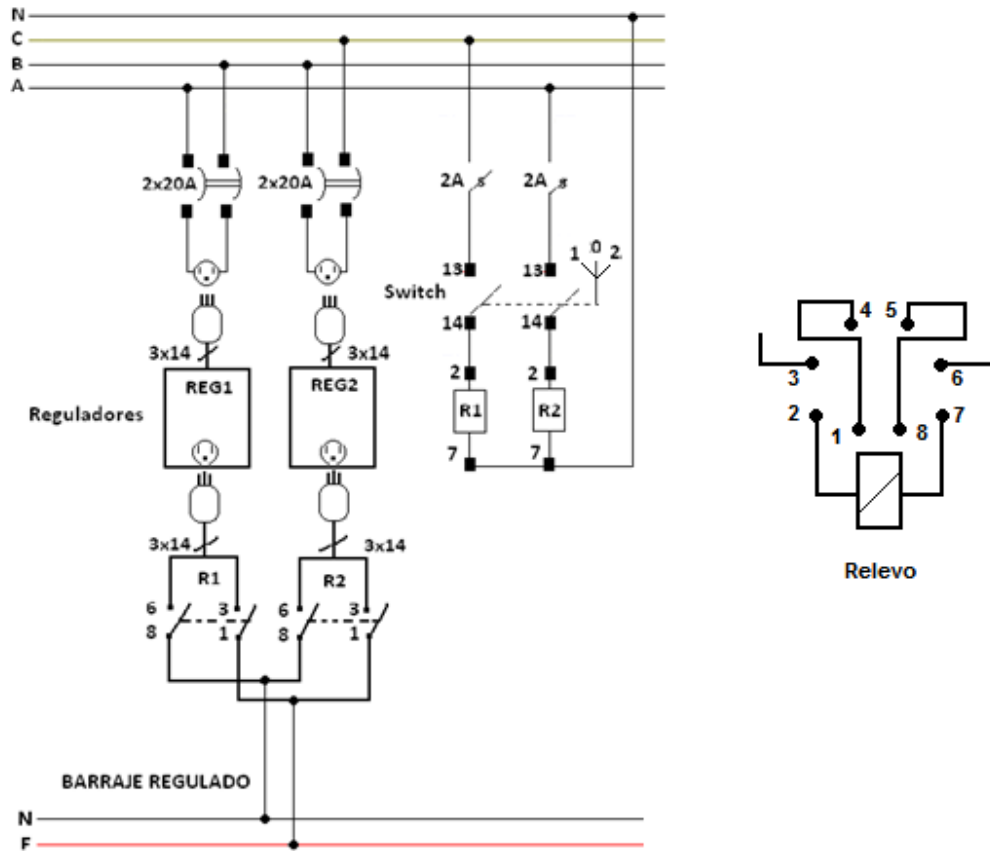 N
C
B
A
2x20A 2x20A 2A 2A
1 0 2.
13 13
Switch
14 14
3x14 3x14 2 2
REG1 REG2 R1 R2
Reguladores
7 7
3x14 3x14
R1 R2
6 3 6 3
8 1 8 1
BARRAJE REGULADO
N
F
4 5
3 6
2 1 8 7
Relevo